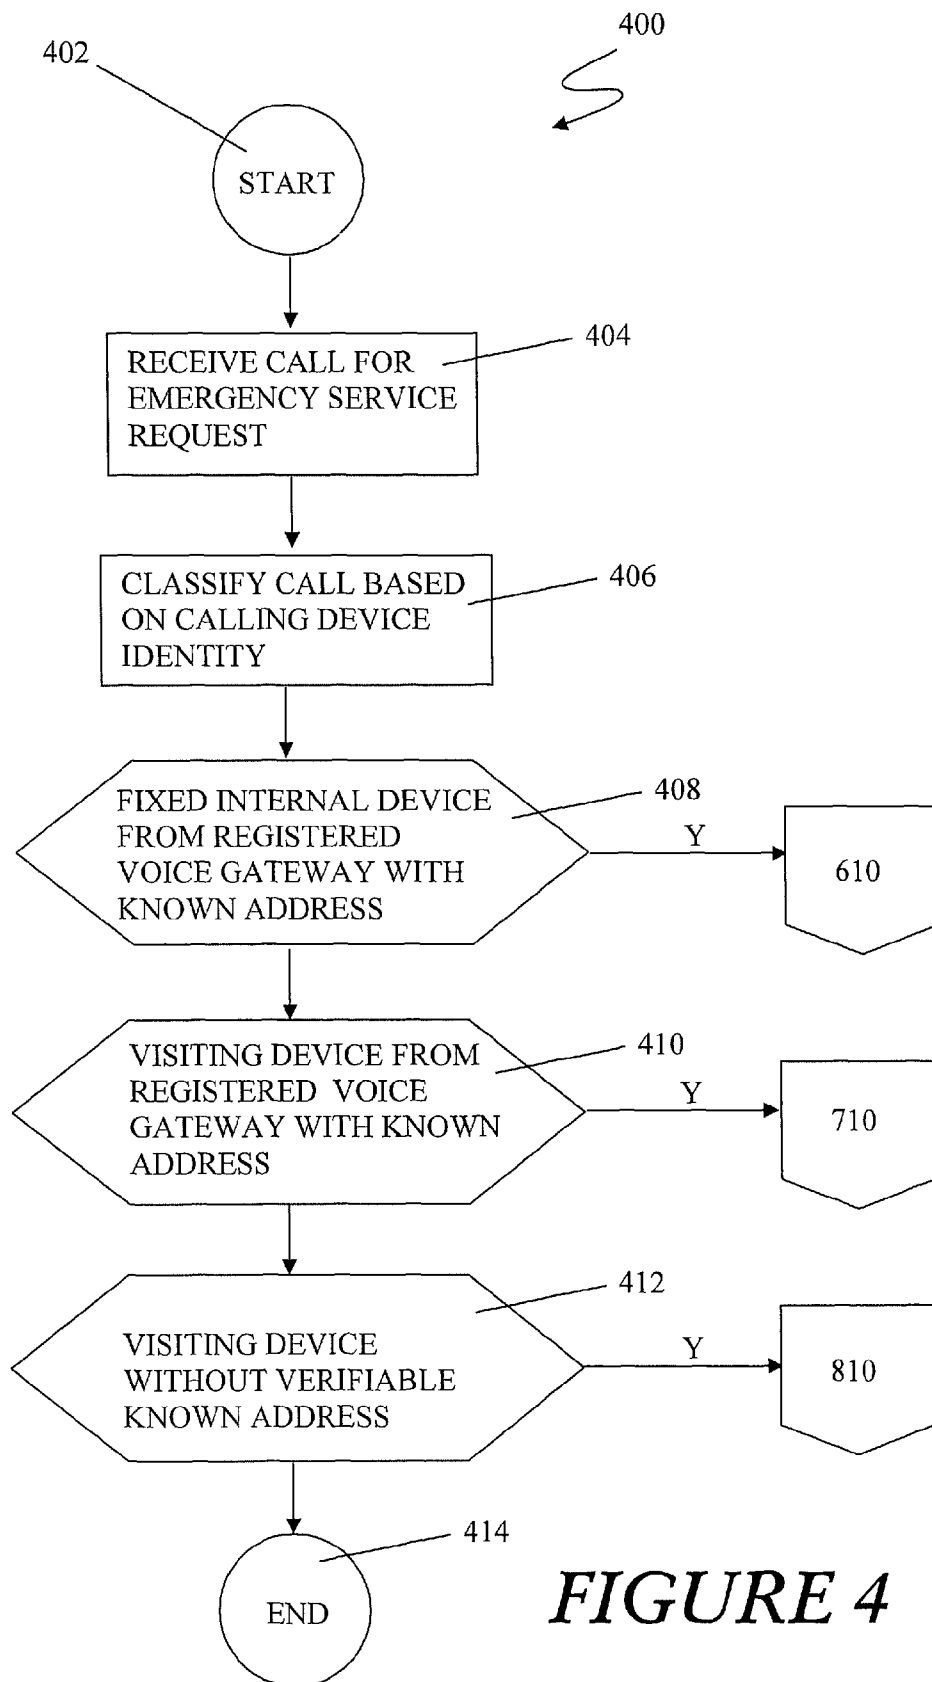 400
402
START
RECEIVE CALL FOR
EMERGENCY SERVICE
REQUEST
404
CLASSIFY CALL BASED
ON CALLING DEVICE
IDENTITY
406
FIXED INTERNAL DEVICE
FROM REGISTERED
VOICE GATEWAY WITH
KNOWN ADDRESS
408
Y
610
VISITING DEVICE FROM
REGISTERED VOICE
GATEWAY WITH KNOWN
ADDRESS
410
Y
710
VISITING DEVICE
WITHOUT VERIFIABLE
KNOWN ADDRESS
412
Y
810
END
414
FIGURE 4